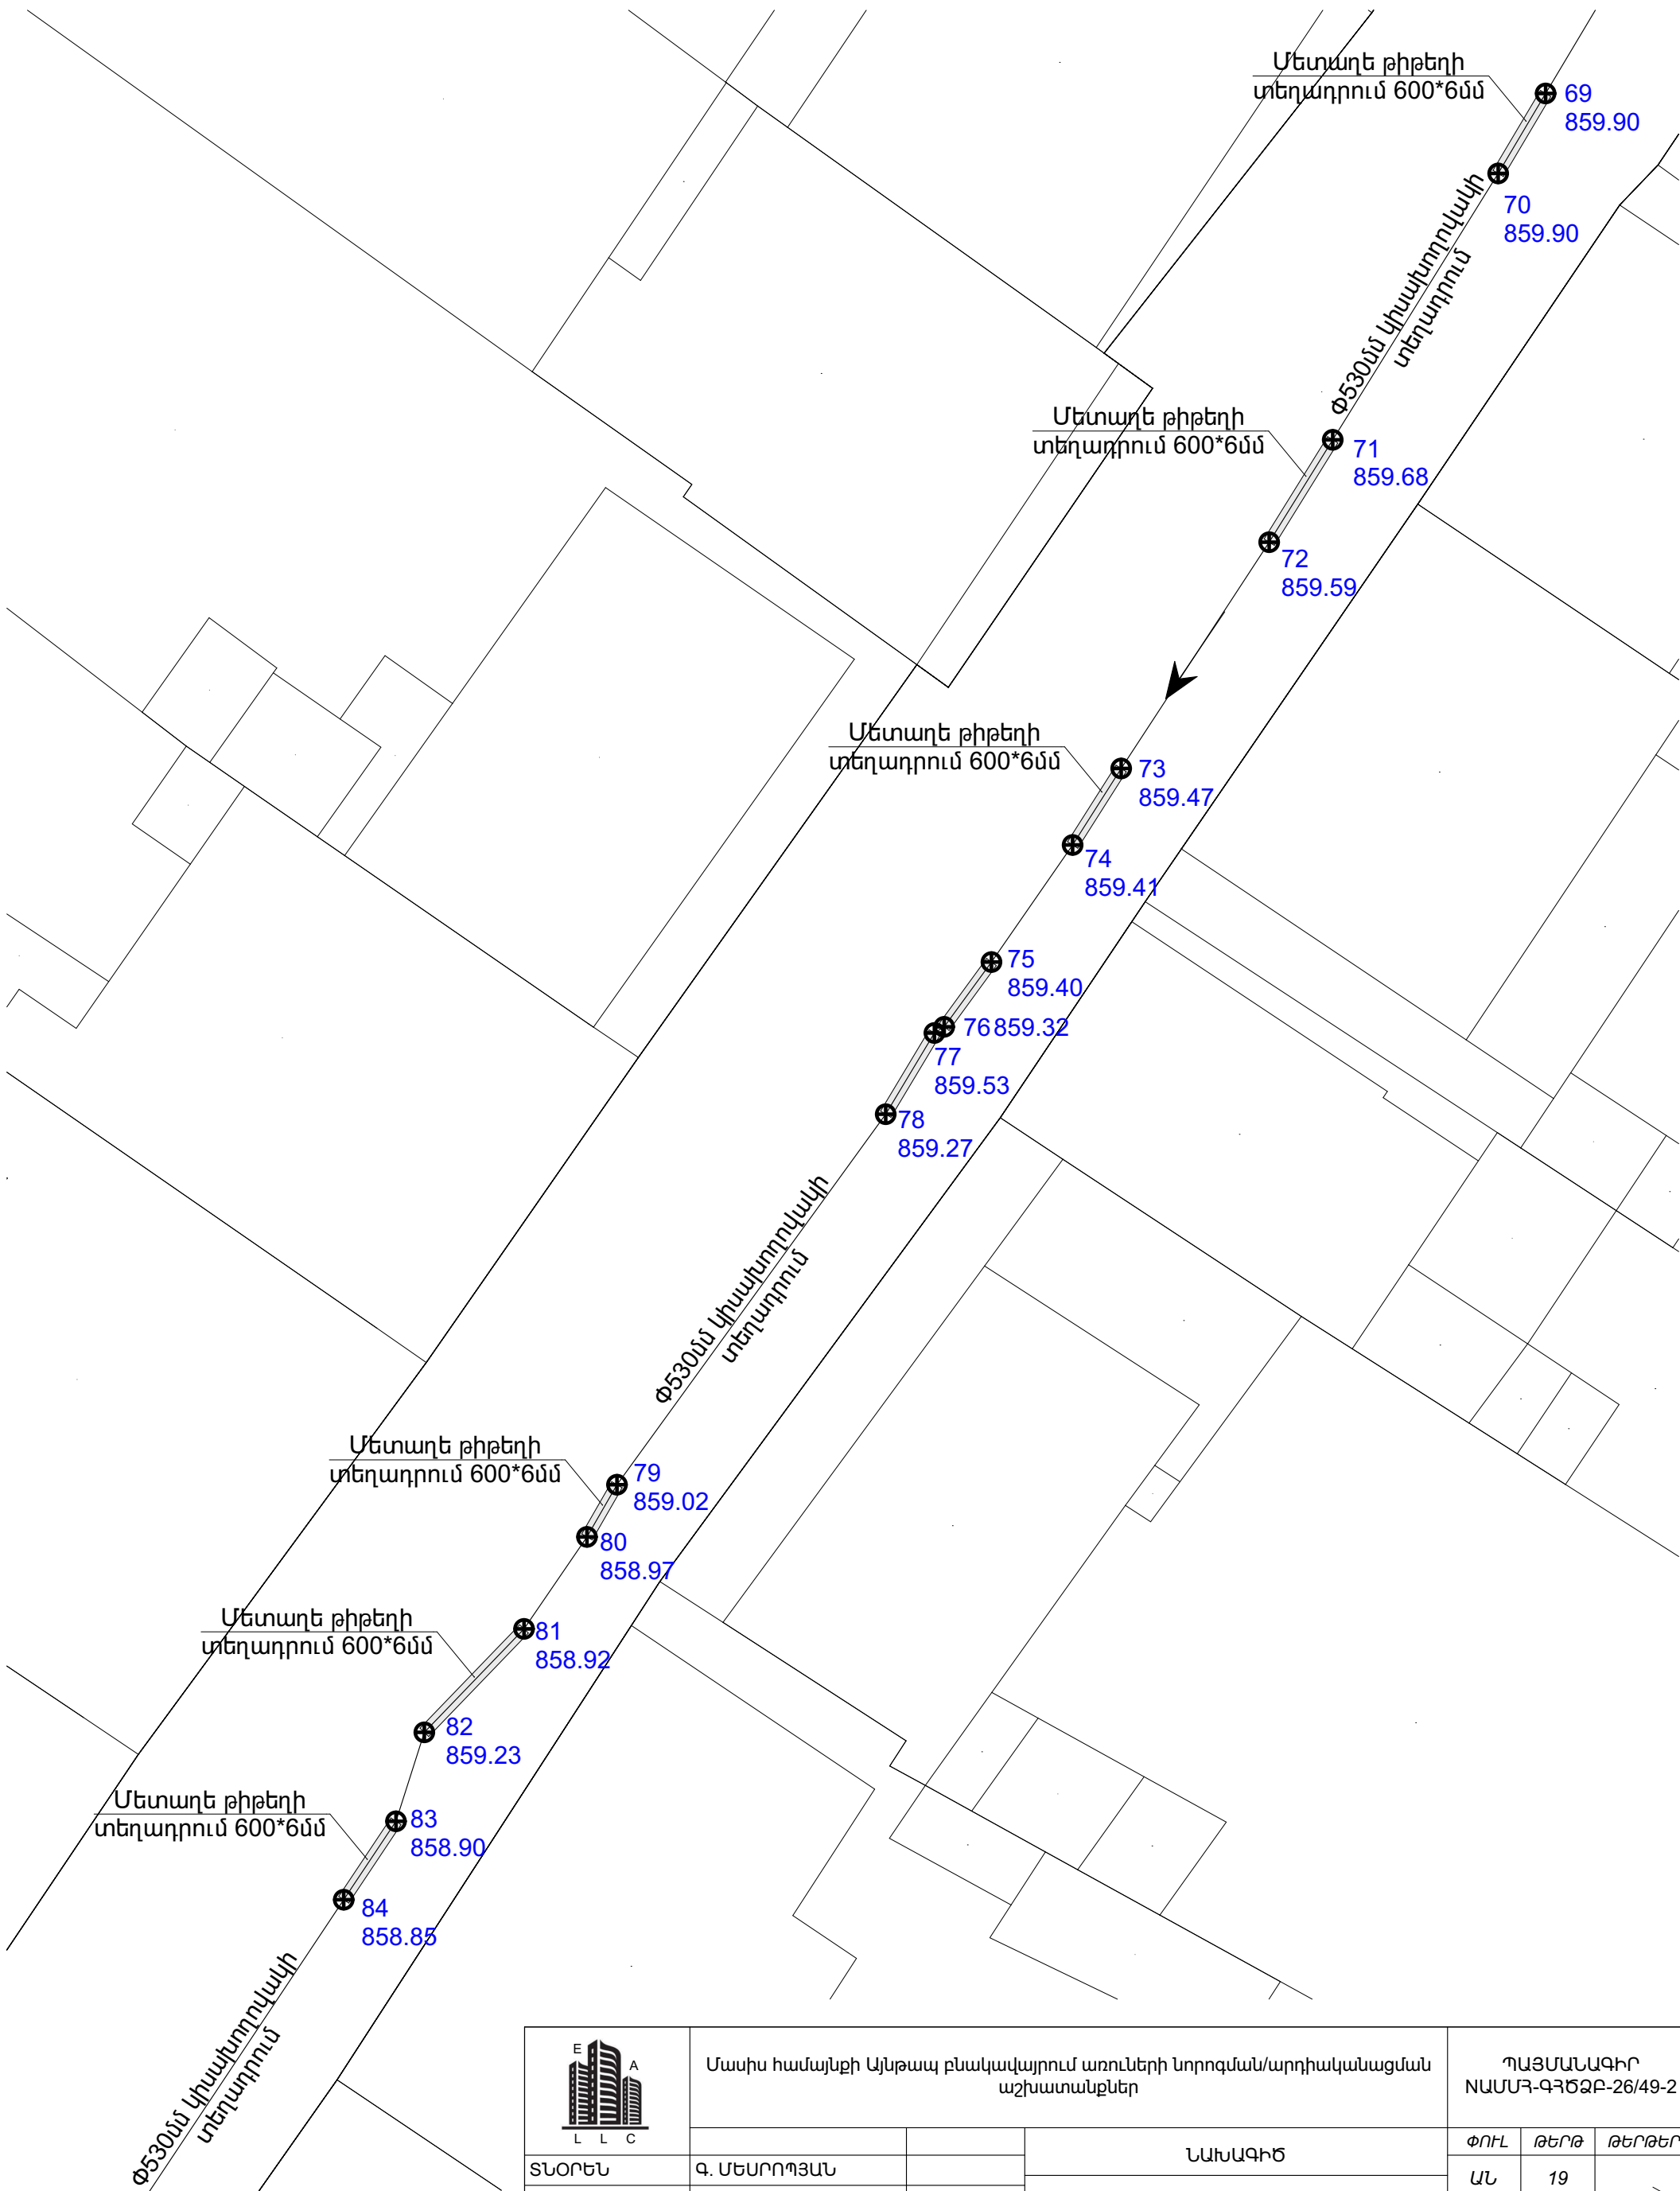 Մետաղե թիթեղի
տեղադրում 600*6մմ
69
859.90
70
859.90
Փ530մմ կիսախողովակի
տեղադրում
Մետաղե թիթեղի
տեղադրում 600*6մմ
71
859.68
72
859.59
Մետաղե թիթեղի
տեղադրում 600*6մմ
73
859.47
74
859.41
75
859.40
76 859.32
77
859.53
78
859.27
Փ530մմ կիսախողովակի
տեղադրում
Մետաղե թիթեղի
տեղադրում 600*6մմ
79
859.02
80
858.97
Մետաղե թիթեղի
տեղադրում 600*6մմ
81
858.92
82
859.23
Մետաղե թիթեղի
տեղադրում 600*6մմ
83
858.90
84
858.85
Փ530մմ կիսախողովակի
տեղադրում
E A
L L C
Մասիս համայնքի Այնթապ բնակավայրում առուների նորոգման/արդիականացման
աշխատանքներ
ՊԱՅՄԱՆԱԳԻՐ
ՆԱՄՄՀ-ԳՀԾՁԲ-26/49-2
ՆԱԽԱԳԻԾ
ՓՈՒԼ ԹԵՐԹ ԹԵՐԹԵՐ
ՏՆՕՐԵՆ Գ. ՄԵՍՐՈՊՅԱՆ
ԱՆ 19